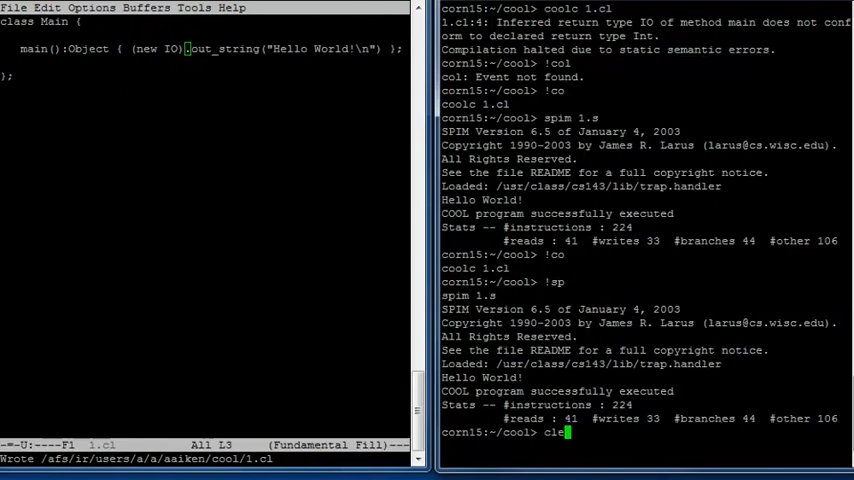 File Edit Options Buffers Tools Help
class Main {
main():Object { (new IO).out_string("Hello World!\n") };
};
-=-U:----F1  1.cl          All L3     (Fundamental Fill)---
Wrote /afs/ir/users/a/a/aaiken/cool/1.cl
corn15:~/cool> coolc 1.cl
1.cl:4: Inferred return type IO of method main does not conf
orm to declared return type Int.
Compilation halted due to static semantic errors.
corn15:~/cool> !col
col: Event not found.
corn15:~/cool> !co
coolc 1.cl
corn15:~/cool> spim 1.s
SPIM Version 6.5 of January 4, 2003
Copyright 1990-2003 by James R. Larus (larus@cs.wisc.edu).
All Rights Reserved.
See the file README for a full copyright notice.
Loaded: /usr/class/cs143/lib/trap.handler
Hello World!
COOL program successfully executed
Stats -- #instructions : 224
#reads : 41  #writes 33  #branches 44  #other 106
corn15:~/cool> !co
coolc 1.cl
corn15:~/cool> !sp
spim 1.s
SPIM Version 6.5 of January 4, 2003
Copyright 1990-2003 by James R. Larus (larus@cs.wisc.edu).
All Rights Reserved.
See the file README for a full copyright notice.
Loaded: /usr/class/cs143/lib/trap.handler
Hello World!
COOL program successfully executed
Stats -- #instructions : 224
#reads : 41  #writes 33  #branches 44  #other 106
corn15:~/cool> cle